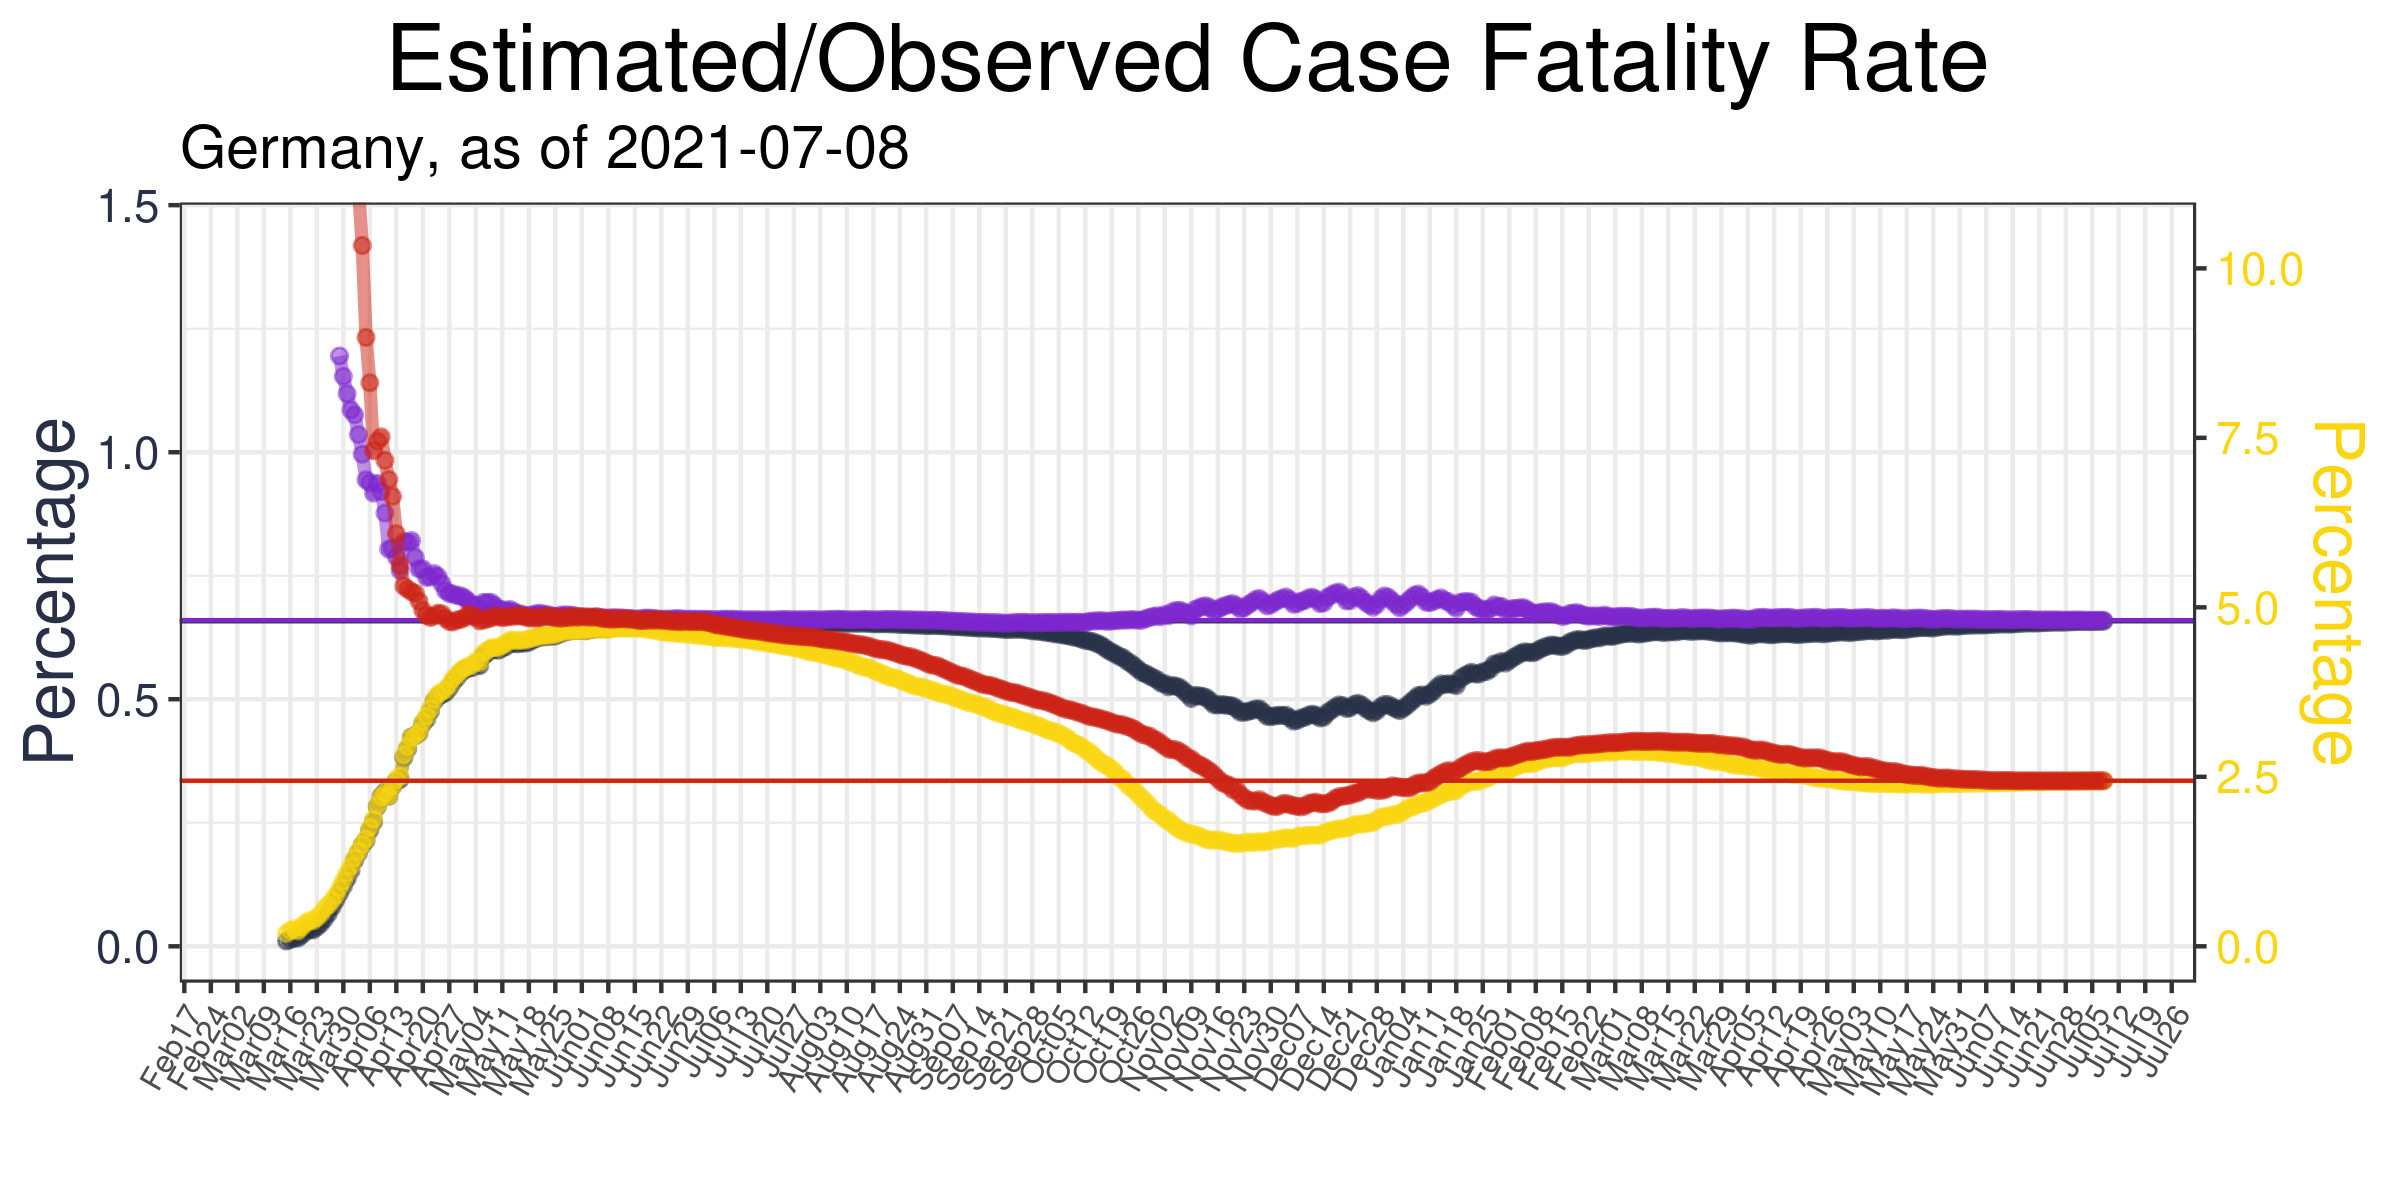 Estimated/Observed Case Fatality Rate
Germany, as of 2021-07-08
Percentage
1.5
1.0
0.5
0.0
10.0
7.5
5.0
2.5
0.0
Percentage
Feb17
Feb24
Mar02
Mar09
Mar16
Mar23
Mar30
Apr06
Apr13
Apr20
Apr27
May04
May11
May18
May25
Jun01
Jun08
Jun15
Jun22
Jun29
Jul06
Jul13
Jul20
Jul27
Aug03
Aug10
Aug17
Aug24
Aug31
Sep07
Sep14
Sep21
Sep28
Oct05
Oct12
Oct19
Oct26
Nov02
Nov09
Nov16
Nov23
Nov30
Dec07
Dec14
Dec21
Dec28
Jan04
Jan11
Jan18
Jan25
Feb01
Feb08
Feb15
Feb22
Mar01
Mar08
Mar15
Mar22
Mar29
Apr05
Apr12
Apr19
Apr26
May03
May10
May17
May24
May31
Jun07
Jun14
Jun21
Jun28
Jul05
Jul12
Jul19
Jul26